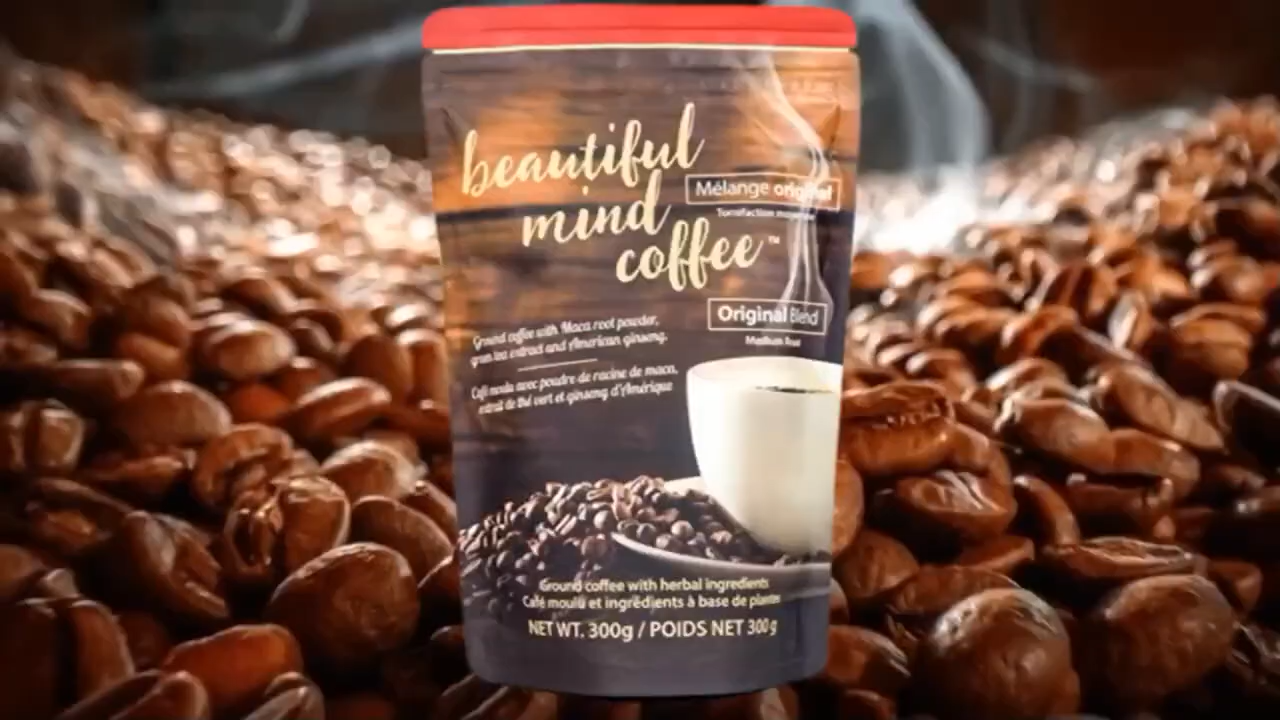 beautiful
mind
coffee™
Mélange original
Torréfaction moyenne
Original Blend
Medium Roast
Ground coffee with Maca root powder,
green tea extract and American ginseng.
Café moulu avec poudre de racine de maca,
extrait de thé vert et ginseng d'Amérique
Ground coffee with herbal ingredients
Café moulu et ingrédients à base de plantes
NET WT. 300g / POIDS NET 300g